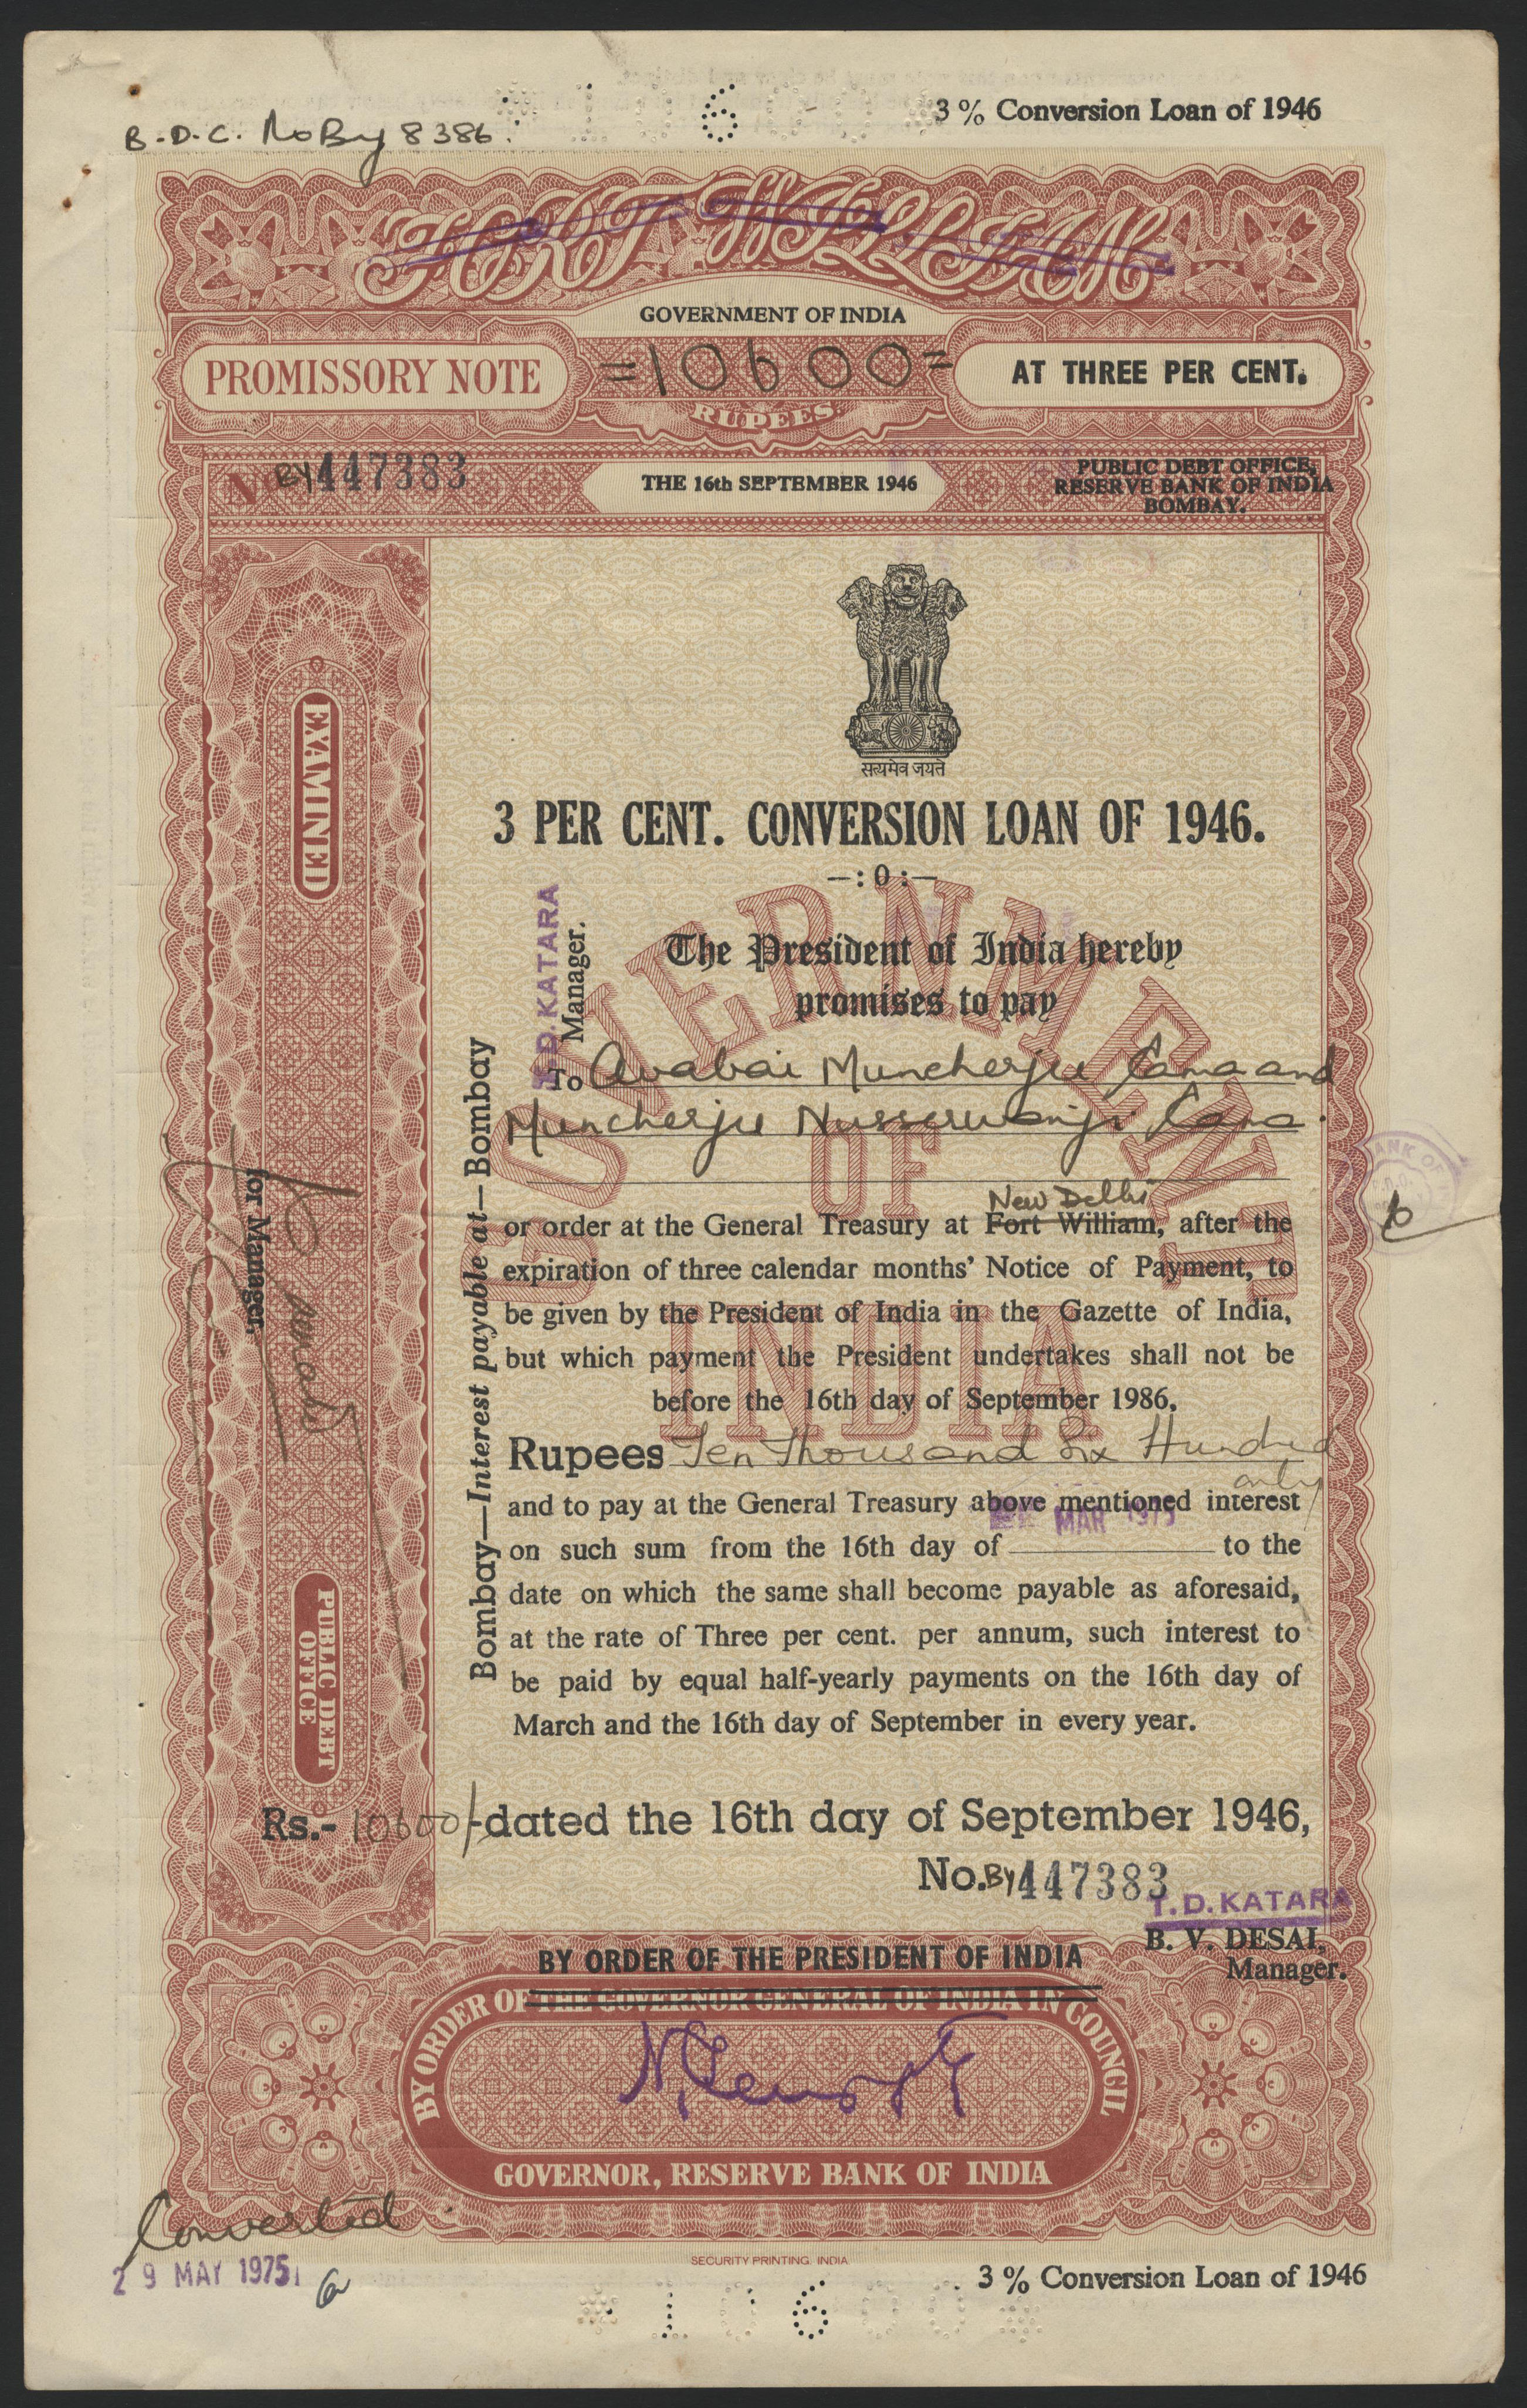 3 % Conversion Loan of 1946
B.D.C. No By 8386.
FORT WILLIAM
GOVERNMENT OF INDIA
PROMISSORY NOTE
=10600=
AT THREE PER CENT.
RUPEES
No BY447383
THE 16th SEPTEMBER 1946
PUBLIC DEBT OFFICE,
RESERVE BANK OF INDIA
BOMBAY.
सत्यमेव जयते
EXAMINED
3 PER CENT. CONVERSION LOAN OF 1946.
—: 0 :—
GOVERNMENT
OF
INDIA
The President of India hereby
promises to pay
T.D. KATARA
Manager.
To Avabai Muncherjee Cama and
Muncherjee Nusserwanji Cama.
Bombay—Interest payable at—Bombay
for Manager.
New Delhi
or order at the General Treasury at Fort William, after the
expiration of three calendar months' Notice of Payment, to
be given by the President of India in the Gazette of India,
but which payment the President undertakes shall not be
before the 16th day of September 1986,
Rupees Ten Thousand Six Hundred
only
and to pay at the General Treasury above mentioned interest
MAR 1975
on such sum from the 16th day of to the
date on which the same shall become payable as aforesaid,
at the rate of Three per cent. per annum, such interest to
be paid by equal half-yearly payments on the 16th day of
March and the 16th day of September in every year.
PUBLIC DEBT
OFFICE
Rs.- 10600/-dated the 16th day of September 1946,
No.BY447383
T.D. KATARA
B. V. DESAI,
Manager.
BY ORDER OF THE PRESIDENT OF INDIA
BY ORDER OF THE GOVERNOR GENERAL OF INDIA IN COUNCIL
GOVERNOR, RESERVE BANK OF INDIA
Converted
29 MAY 1975
SECURITY PRINTING. INDIA
3 % Conversion Loan of 1946
*10600*